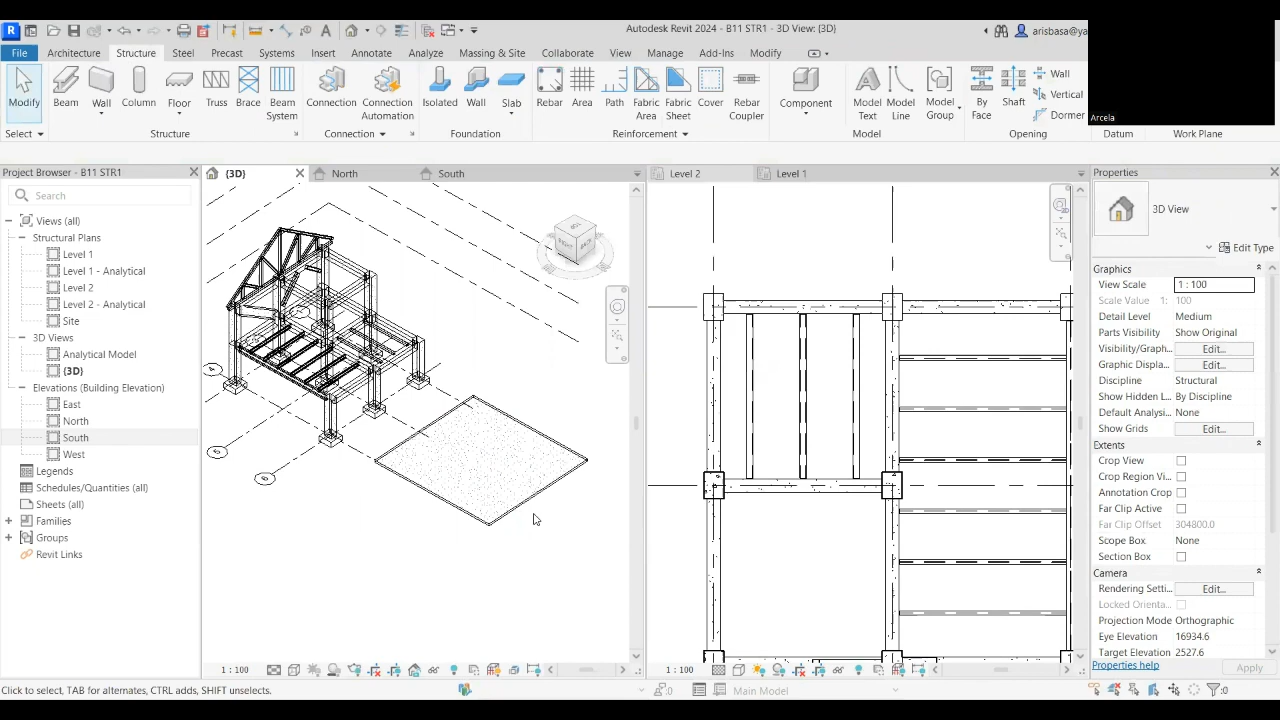 Autodesk Revit 2024 - B11 STR1 - 3D View: {3D}
arisbasa@ya
File Architecture Structure Steel Precast Systems Insert Annotate Analyze Massing & Site Collaborate View Manage Add-I Modify
Modify Beam Wall Column Floor Truss Brace Beam System Connection Connection Automation Isolated Wall Slab Rebar Area Path Fabric Area Fabric Sheet Cover Rebar Coupler Component Model Text Model Line Model Group By Face Shaft Wall Vertical Dormer
Arcela
Select Structure Connection Foundation Reinforcement Model Opening Datum Work Plane
Project Browser - B11 STR1
Search
Views (all)
Structural Plans
Level 1
Level 1 - Analytical
Level 2
Level 2 - Analytical
Site
3D Views
Analytical Model
{3D}
Elevations (Building Elevation)
East
North
South
West
Legends
Schedules/Quantities (all)
Sheets (all)
Families
Groups
Revit Links
{3D} North South
RIGHT BACK
1 : 100
Level 2 Level 1
1 : 100
Properties
3D View
Edit Type
Graphics
View Scale 1 : 100
Scale Value 1: 100
Detail Level Medium
Parts Visibility Show Original
Visibility/Graph... Edit...
Graphic Displa... Edit...
Discipline Structural
Show Hidden L... By Discipline
Default Analysi... None
Show Grids Edit...
Extents
Crop View
Crop Region Vi...
Annotation Crop
Far Clip Active
Far Clip Offset 304800.0
Scope Box None
Section Box
Camera
Rendering Setti... Edit...
Locked Orienta...
Projection Mode Orthographic
Eye Elevation 16934.6
Target Elevation 2527.6
Properties help Apply
Click to select, TAB for alternates, CTRL adds, SHIFT unselects.
:0
Main Model
:0